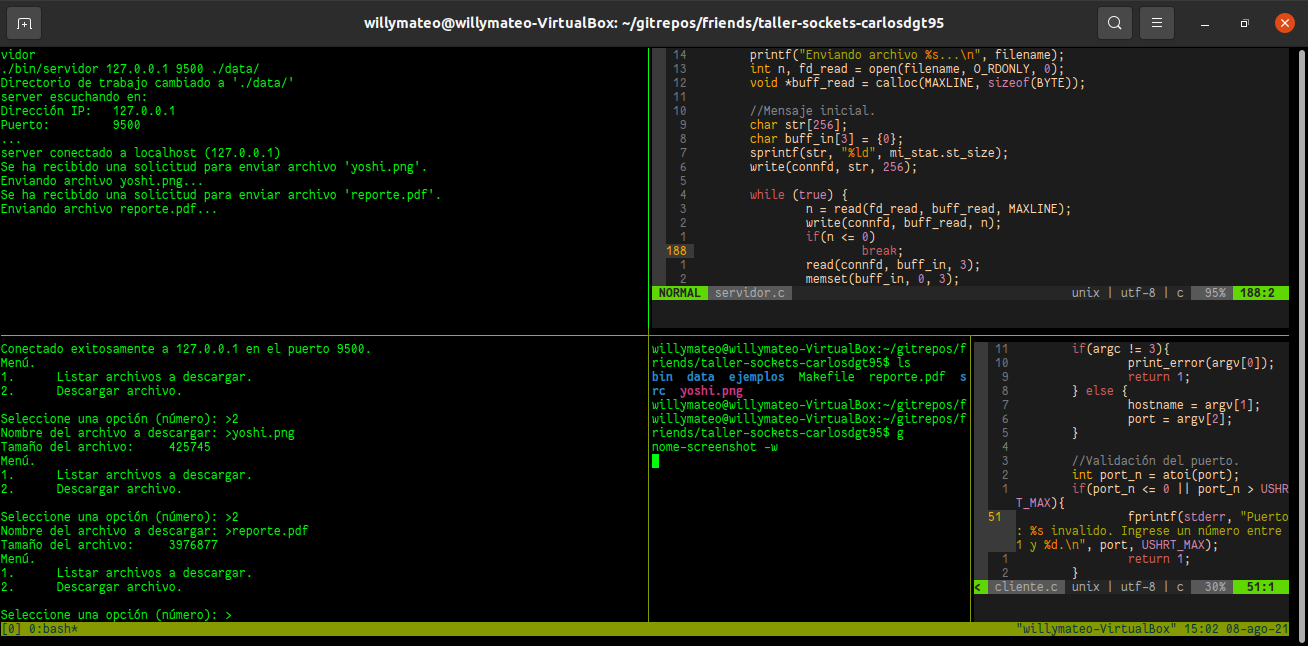 willymateo@willymateo-VirtualBox: ~/gitrepos/friends/taller-sockets-carlosdgt95
vidor
./bin/servidor 127.0.0.1 9500 ./data/
Directorio de trabajo cambiado a './data/'
server escuchando en:
Dirección IP:   127.0.0.1
Puerto:         9500
...
server conectado a localhost (127.0.0.1)
Se ha recibido una solicitud para enviar archivo 'yoshi.png'.
Enviando archivo yoshi.png...
Se ha recibido una solicitud para enviar archivo 'reporte.pdf'.
Enviando archivo reporte.pdf...
14         printf("Enviando archivo %s...\n", filename);
13         int n, fd_read = open(filename, O_RDONLY, 0);
12         void *buff_read = calloc(MAXLINE, sizeof(BYTE));
11
10         //Mensaje inicial.
9         char str[256];
8         char buff_in[3] = {0};
7         sprintf(str, "%ld", mi_stat.st_size);
6         write(connfd, str, 256);
5
4         while (true) {
3                 n = read(fd_read, buff_read, MAXLINE);
2                 write(connfd, buff_read, n);
1                 if(n <= 0)
188                         break;
1                 read(connfd, buff_in, 3);
2                 memset(buff_in, 0, 3);
NORMAL servidor.c unix | utf-8 | c 95% 188:2
Conectado exitosamente a 127.0.0.1 en el puerto 9500.
Menú.
1.      Listar archivos a descargar.
2.      Descargar archivo.
Seleccione una opción (número): >2
Nombre del archivo a descargar: >yoshi.png
Tamaño del archivo:     425745
Menú.
1.      Listar archivos a descargar.
2.      Descargar archivo.
Seleccione una opción (número): >2
Nombre del archivo a descargar: >reporte.pdf
Tamaño del archivo:     3976877
Menú.
1.      Listar archivos a descargar.
2.      Descargar archivo.
Seleccione una opción (número): >
willymateo@willymateo-VirtualBox:~/gitrepos/f
riends/taller-sockets-carlosdgt95$ ls
bin  data  ejemplos  Makefile  reporte.pdf  s
rc  yoshi.png
willymateo@willymateo-VirtualBox:~/gitrepos/f
willymateo@willymateo-VirtualBox:~/gitrepos/f
riends/taller-sockets-carlosdgt95$ g
nome-screenshot -w
11         if(argc != 3){
10                 print_error(argv[0]);
9                 return 1;
8         } else {
7                 hostname = argv[1];
6                 port = argv[2];
5         }
4
3         //Validación del puerto.
2         int port_n = atoi(port);
1         if(port_n <= 0 || port_n > USHR
T_MAX){
51                 fprintf(stderr, "Puerto
: %s invalido. Ingrese un número entre
1 y %d.\n", port, USHRT_MAX);
1                 return 1;
2         }
< cliente.c unix | utf-8 | c 30% 51:1
[0] 0:bash* "willymateo-VirtualBox" 15:02 08-ago-21